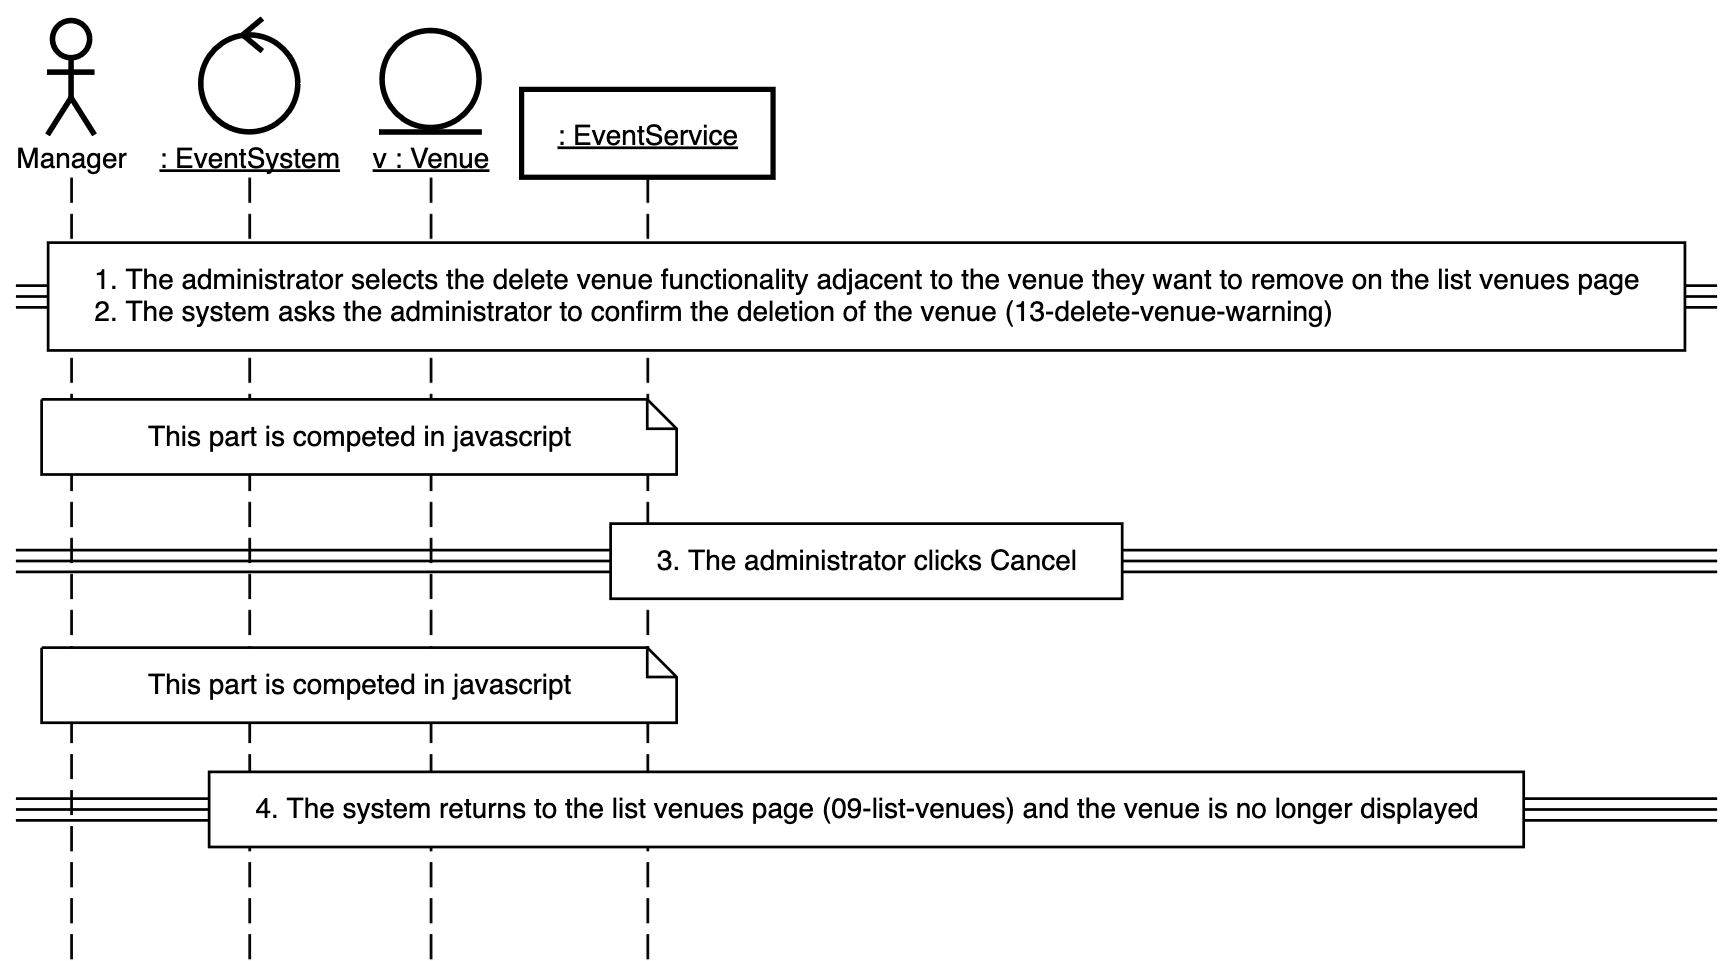 Manager
: EventSystem
v : Venue
: EventService
1. The administrator selects the delete venue functionality adjacent to the venue they want to remove on the list venues page
2. The system asks the administrator to confirm the deletion of the venue (13-delete-venue-warning)
This part is competed in javascript
3. The administrator clicks Cancel
This part is competed in javascript
4. The system returns to the list venues page (09-list-venues) and the venue is no longer displayed